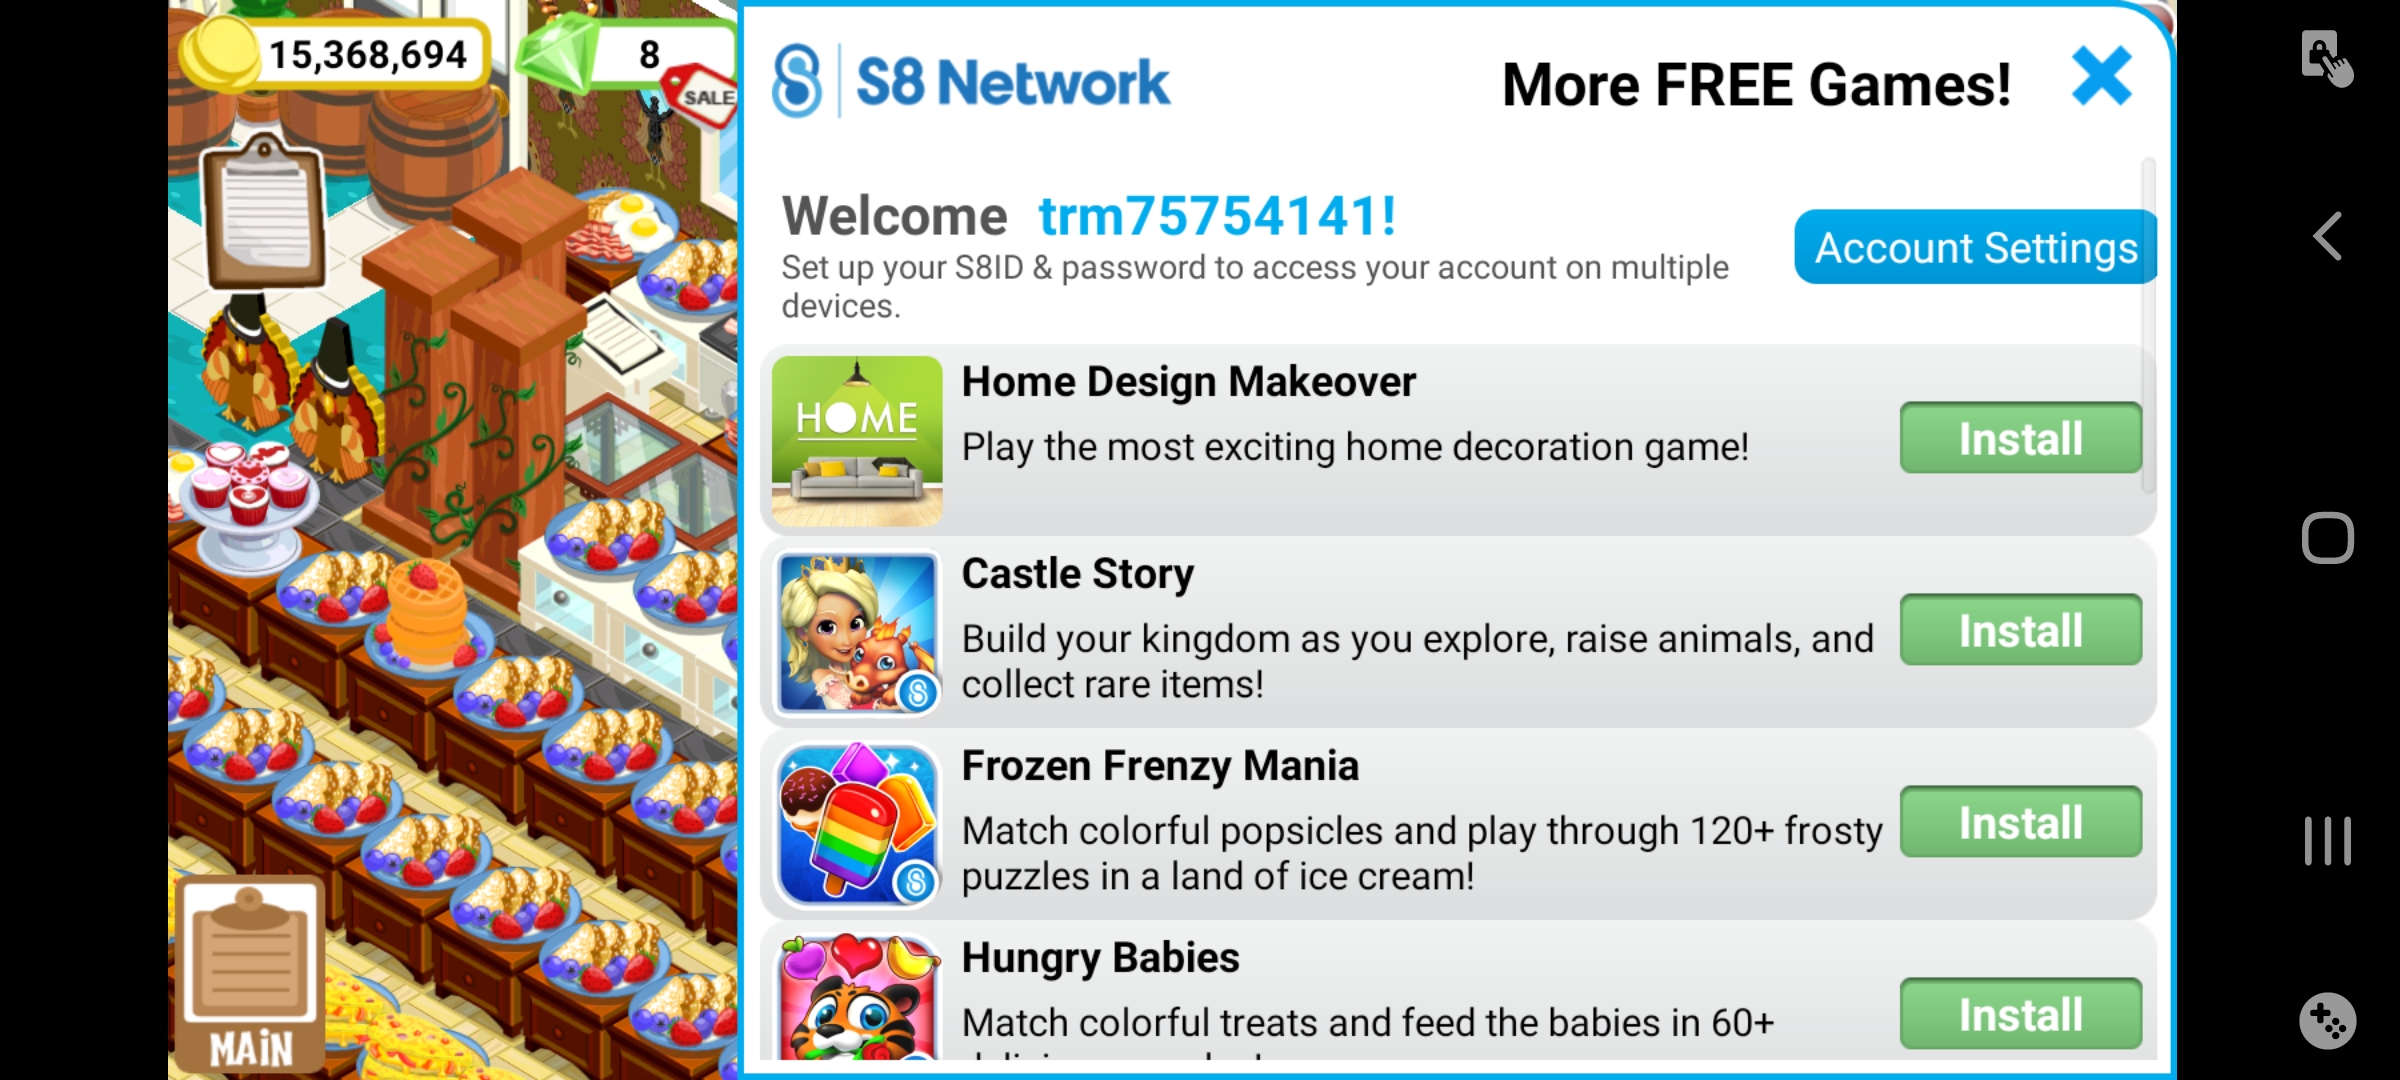 15,368,694
8
SALE
S8 Network
More FREE Games!
Welcome trm75754141!
Set up your S8ID & password to access your account on multiple
devices.
Account Settings
HOME
Home Design Makeover
Play the most exciting home decoration game!
Install
Castle Story
Build your kingdom as you explore, raise animals, and
collect rare items!
Install
Frozen Frenzy Mania
Match colorful popsicles and play through 120+ frosty
puzzles in a land of ice cream!
Install
Hungry Babies
Match colorful treats and feed the babies in 60+
Install
MAiN